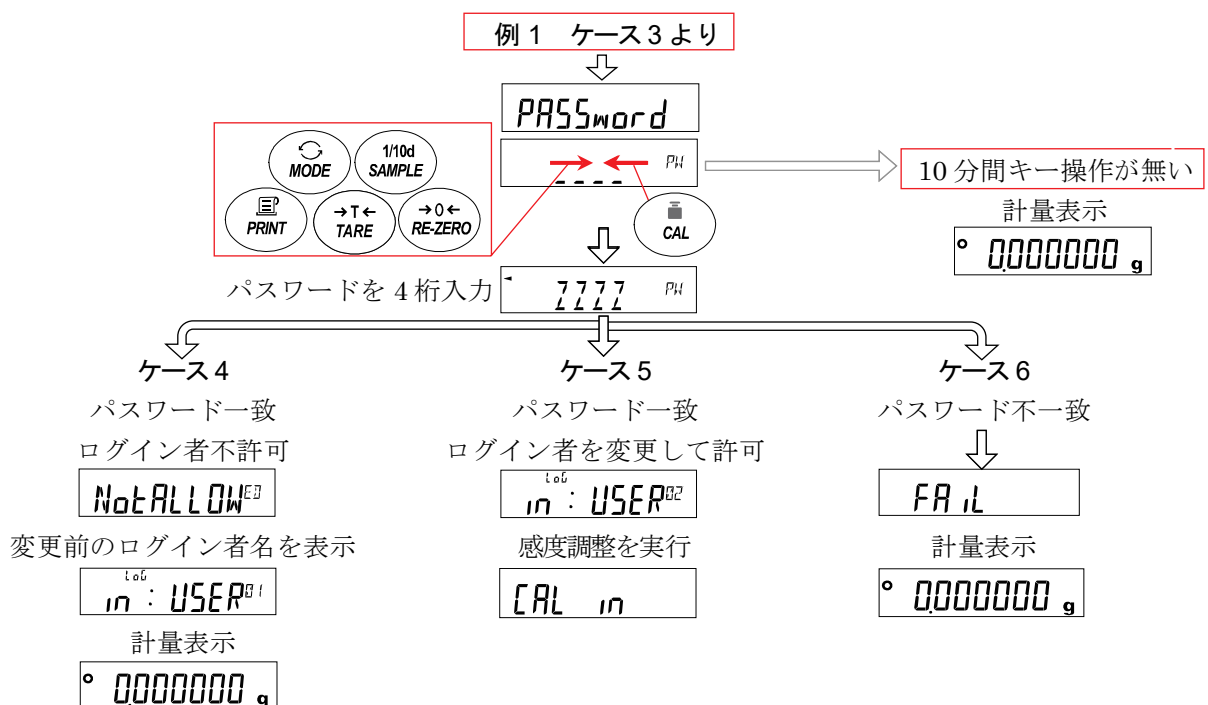 例 1　ケース 3 より
PASSword
MODE
1/10d
SAMPLE
PRINT
→T←
TARE
→0←
RE-ZERO
PW
_ _ _ _
CAL
10 分間キー操作が無い
計量表示
0.000000 g
パスワードを 4 桁入力
ZZZZ PW
ケース 4
パスワード一致
ログイン者不許可
NotALLOWED
変更前のログイン者名を表示
LoG
in : USER01
計量表示
0.000000 g
ケース 5
パスワード一致
ログイン者を変更して許可
LoG
in : USER02
感度調整を実行
CAL in
ケース 6
パスワード不一致
FAiL
計量表示
0.000000 g